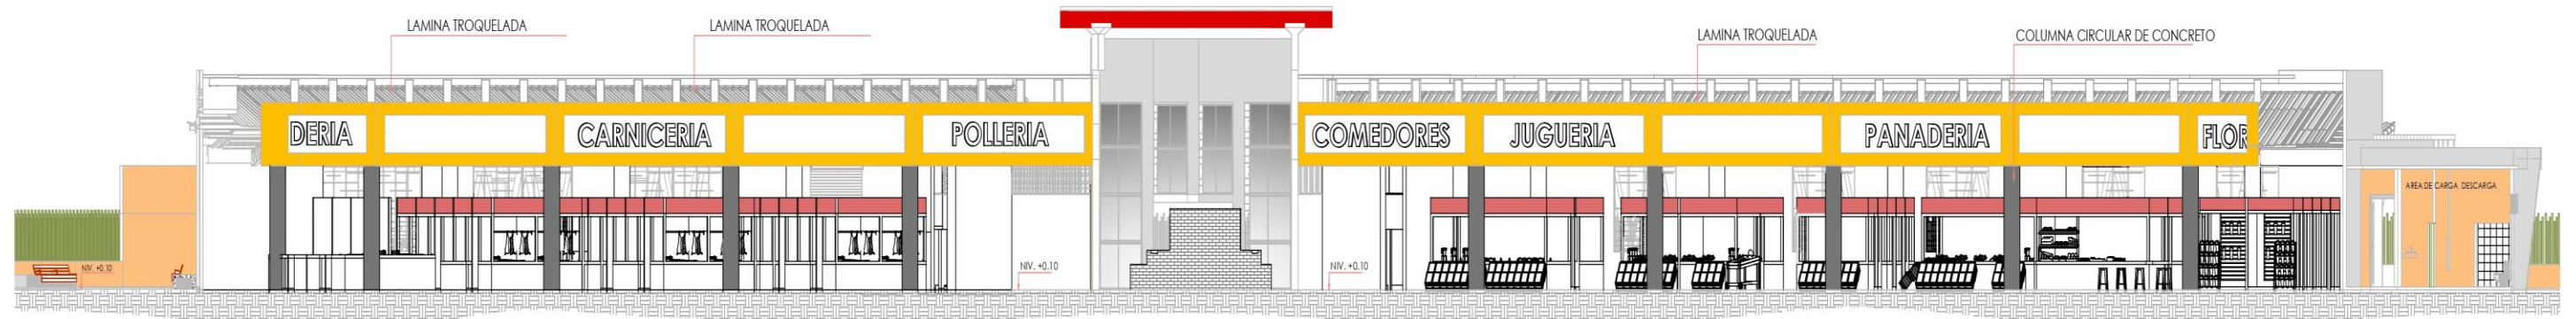 LAMINA TROQUELADA
LAMINA TROQUELADA
LAMINA TROQUELADA
COLUMNA CIRCULAR DE CONCRETO
DERIA
CARNICERIA
POLLERIA
COMEDORES
JUGUERIA
PANADERIA
FLOR
AREA DE CARGA DESCARGA
NIV. +0.10
NIV. +0.10
NIV. +0.10